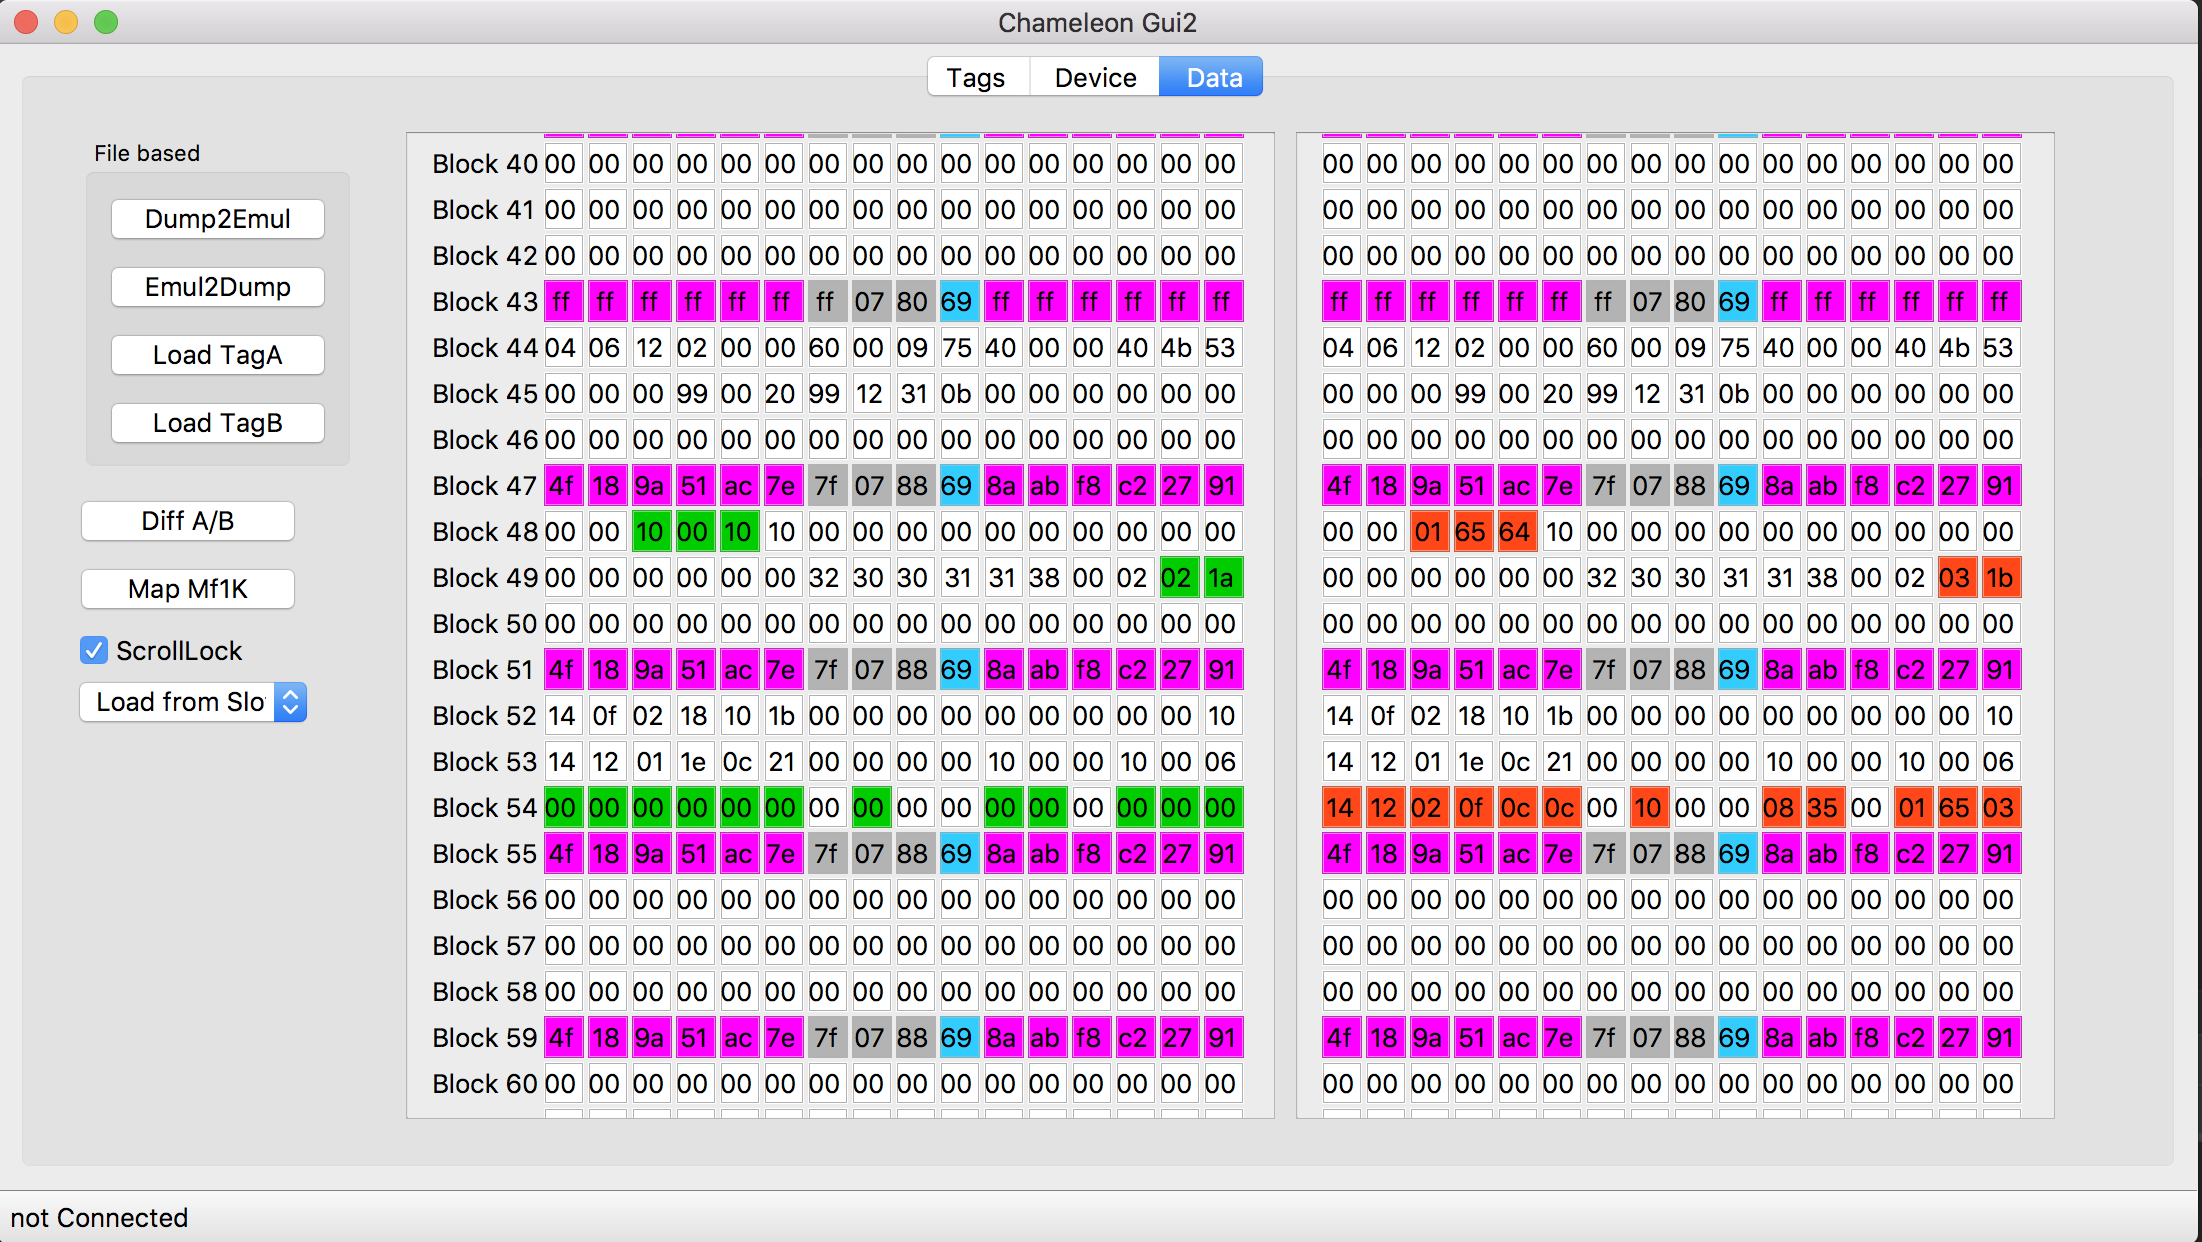 Chameleon Gui2
Tags Device Data
File based
Dump2Emul
Emul2Dump
Load TagA
Load TagB
Diff A/B
Map Mf1K
ScrollLock
Load from Slo
Block 40 00 00 00 00 00 00 00 00 00 00 00 00 00 00 00 00 00 00 00 00 00 00 00 00 00 00 00 00 00 00 00 00
Block 41 00 00 00 00 00 00 00 00 00 00 00 00 00 00 00 00 00 00 00 00 00 00 00 00 00 00 00 00 00 00 00 00
Block 42 00 00 00 00 00 00 00 00 00 00 00 00 00 00 00 00 00 00 00 00 00 00 00 00 00 00 00 00 00 00 00 00
Block 43 ff ff ff ff ff ff ff 07 80 69 ff ff ff ff ff ff ff ff ff ff ff ff ff 07 80 69 ff ff ff ff ff ff
Block 44 04 06 12 02 00 00 60 00 09 75 40 00 00 40 4b 53 04 06 12 02 00 00 60 00 09 75 40 00 00 40 4b 53
Block 45 00 00 00 99 00 20 99 12 31 0b 00 00 00 00 00 00 00 00 00 99 00 20 99 12 31 0b 00 00 00 00 00 00
Block 46 00 00 00 00 00 00 00 00 00 00 00 00 00 00 00 00 00 00 00 00 00 00 00 00 00 00 00 00 00 00 00 00
Block 47 4f 18 9a 51 ac 7e 7f 07 88 69 8a ab f8 c2 27 91 4f 18 9a 51 ac 7e 7f 07 88 69 8a ab f8 c2 27 91
Block 48 00 00 10 00 10 10 00 00 00 00 00 00 00 00 00 00 00 00 01 65 64 10 00 00 00 00 00 00 00 00 00 00
Block 49 00 00 00 00 00 00 32 30 30 31 31 38 00 02 02 1a 00 00 00 00 00 00 32 30 30 31 31 38 00 02 03 1b
Block 50 00 00 00 00 00 00 00 00 00 00 00 00 00 00 00 00 00 00 00 00 00 00 00 00 00 00 00 00 00 00 00 00
Block 51 4f 18 9a 51 ac 7e 7f 07 88 69 8a ab f8 c2 27 91 4f 18 9a 51 ac 7e 7f 07 88 69 8a ab f8 c2 27 91
Block 52 14 0f 02 18 10 1b 00 00 00 00 00 00 00 00 00 10 14 0f 02 18 10 1b 00 00 00 00 00 00 00 00 00 10
Block 53 14 12 01 1e 0c 21 00 00 00 00 10 00 00 10 00 06 14 12 01 1e 0c 21 00 00 00 00 10 00 00 10 00 06
Block 54 00 00 00 00 00 00 00 00 00 00 00 00 00 00 00 00 14 12 02 0f 0c 0c 00 10 00 00 08 35 00 01 65 03
Block 55 4f 18 9a 51 ac 7e 7f 07 88 69 8a ab f8 c2 27 91 4f 18 9a 51 ac 7e 7f 07 88 69 8a ab f8 c2 27 91
Block 56 00 00 00 00 00 00 00 00 00 00 00 00 00 00 00 00 00 00 00 00 00 00 00 00 00 00 00 00 00 00 00 00
Block 57 00 00 00 00 00 00 00 00 00 00 00 00 00 00 00 00 00 00 00 00 00 00 00 00 00 00 00 00 00 00 00 00
Block 58 00 00 00 00 00 00 00 00 00 00 00 00 00 00 00 00 00 00 00 00 00 00 00 00 00 00 00 00 00 00 00 00
Block 59 4f 18 9a 51 ac 7e 7f 07 88 69 8a ab f8 c2 27 91 4f 18 9a 51 ac 7e 7f 07 88 69 8a ab f8 c2 27 91
Block 60 00 00 00 00 00 00 00 00 00 00 00 00 00 00 00 00 00 00 00 00 00 00 00 00 00 00 00 00 00 00 00 00
not Connected